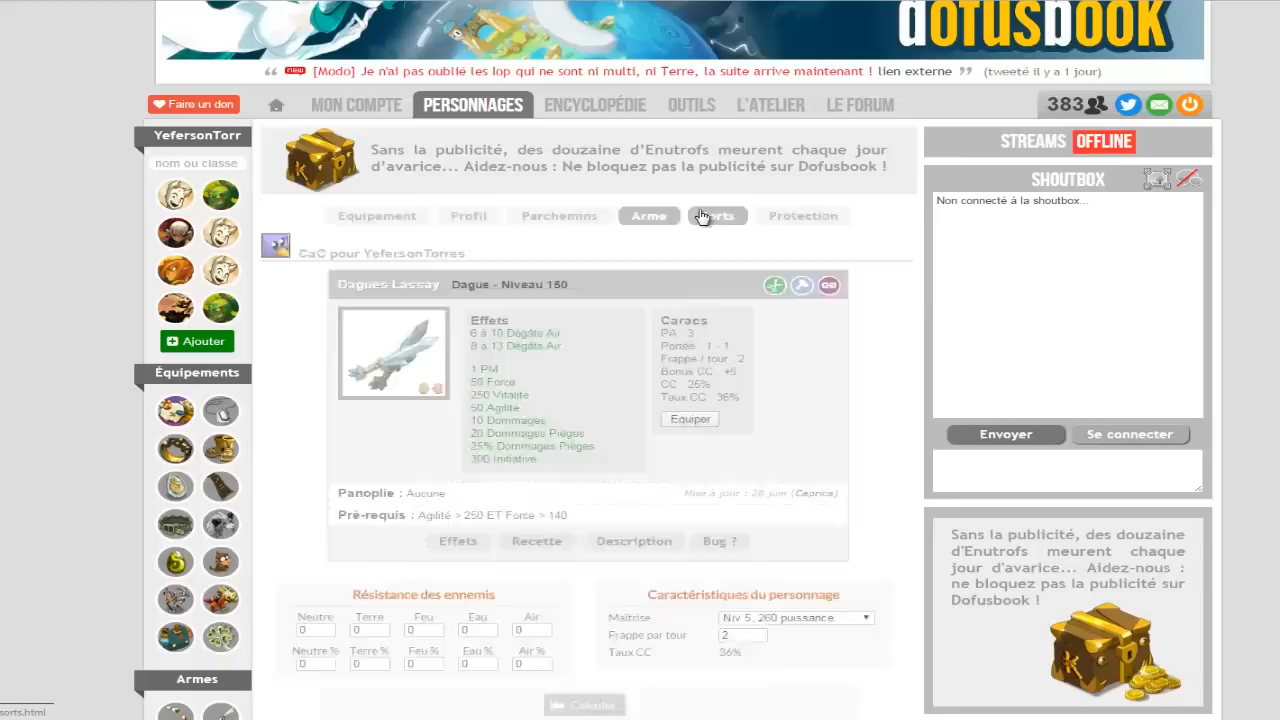 dofusbook
[Modo] Je n'ai pas oublié les Iop qui ne sont ni multi, ni Terre, la suite arrive maintenant ! lien externe (tweeté il y a 1 jour)
Faire un don
MON COMPTE PERSONNAGES ENCYCLOPÉDIE OUTILS L'ATELIER LE FORUM
383
YefersonTorr
nom ou classe
Ajouter
Équipements
Armes
Sans la publicité, des douzaine d'Enutrofs meurent chaque jour
d'avarice... Aidez-nous : Ne bloquez pas la publicité sur Dofusbook !
Equipement Profil Parchemins Arme Protection
CaC pour YefersonTorres
Dagues Lassay Dague - Niveau 150
Effets
6 à 10 Dégâts Air
8 à 13 Dégâts Air
1 PM
50 Force
250 Vitalité
50 Agilité
10 Dommages
20 Dommages Pièges
25% Dommages Pièges
300 Initiative
Caracs
PA 3
Portée 1 - 1
Frappe / tour 2
Bonus CC +5
CC 25%
Taux CC 36%
Equiper
Panoplie : Aucune
Mise à jour : 28 juin (Caprica)
Pré-requis : Agilité > 250 ET Force > 140
Effets Recette Description Bug ?
Résistance des ennemis
Neutre Terre Feu Eau Air
0 0 0 0 0
Neutre % Terre % Feu % Eau % Air %
0 0 0 0 0
Caractéristiques du personnage
Maîtrise Niv 5, 260 puissance
Frappe par tour 2
Taux CC 36%
Calculer
STREAMS OFFLINE
SHOUTBOX
Non connecté à la shoutbox...
Envoyer Se connecter
Sans la publicité, des douzaine
d'Enutrofs meurent chaque
jour d'avarice... Aidez-nous :
ne bloquez pas la publicité sur
Dofusbook !
sorts.html